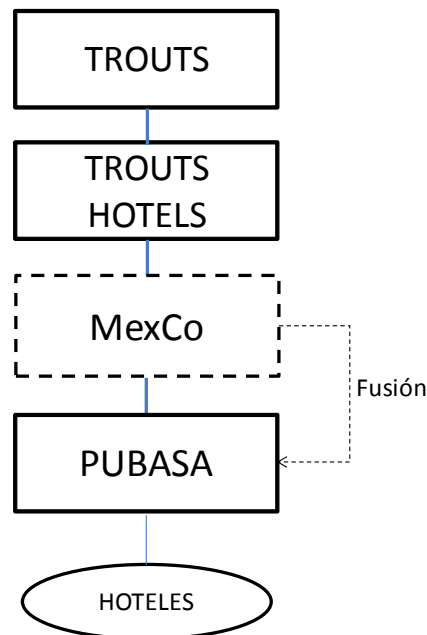 TROUTS
TROUTS
HOTELS
MexCo
Fusión
PUBASA
HOTELES